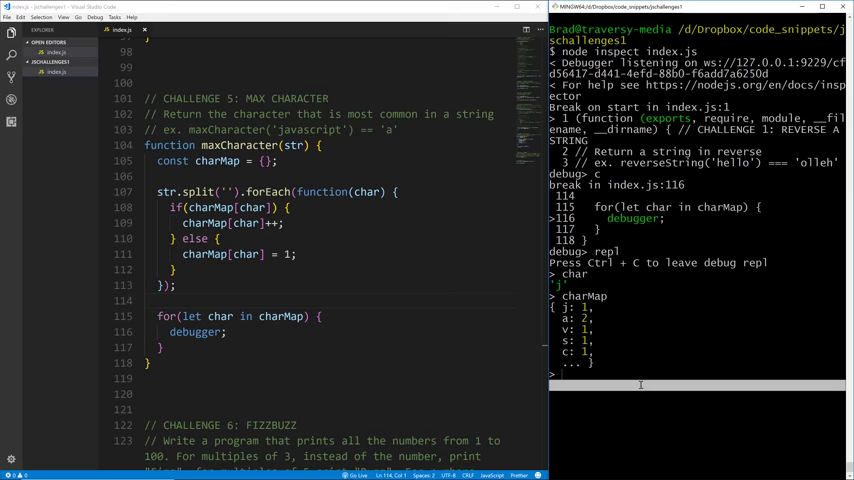 index.js - jschallenges1 - Visual Studio Code
File Edit Selection View Go Debug Tasks Help
EXPLORER
OPEN EDITORS
index.js
JSCHALLENGES1
index.js
index.js
98 }
99
100
101 // CHALLENGE 5: MAX CHARACTER
102 // Return the character that is most common in a string
103 // ex. maxCharacter('javascript') == 'a'
104 function maxCharacter(str) {
105 const charMap = {};
106
107 str.split('').forEach(function(char) {
108 if(charMap[char]) {
109 charMap[char]++;
110 } else {
111 charMap[char] = 1;
112 }
113 });
114
115 for(let char in charMap) {
116 debugger;
117 }
118 }
119
120
121
122 // CHALLENGE 6: FIZZBUZZ
123 // Write a program that prints all the numbers from 1 to
100. For multiples of 3, instead of the number, print
0 0
Go Live Ln 114, Col 1 Spaces: 2 UTF-8 CRLF JavaScript Prettier
MINGW64:/d/Dropbox/code_snippets/jschallenges1
Brad@traversy-media /d/Dropbox/code_snippets/j
schallenges1
$ node inspect index.js
< Debugger listening on ws://127.0.0.1:9229/cf
d56417-d441-4efd-88b0-f6add7a6250d
< For help see https://nodejs.org/en/docs/insp
ector
Break on start in index.js:1
> 1 (function (exports, require, module, __fil
ename, __dirname) { // CHALLENGE 1: REVERSE A
STRING
2 // Return a string in reverse
3 // ex. reverseString('hello') === 'olleh'
debug> c
break in index.js:116
114
115 for(let char in charMap) {
>116 debugger;
117 }
118 }
debug> repl
Press Ctrl + C to leave debug repl
> char
'j'
> charMap
{ j: 1,
a: 2,
v: 1,
s: 1,
c: 1,
... }
>